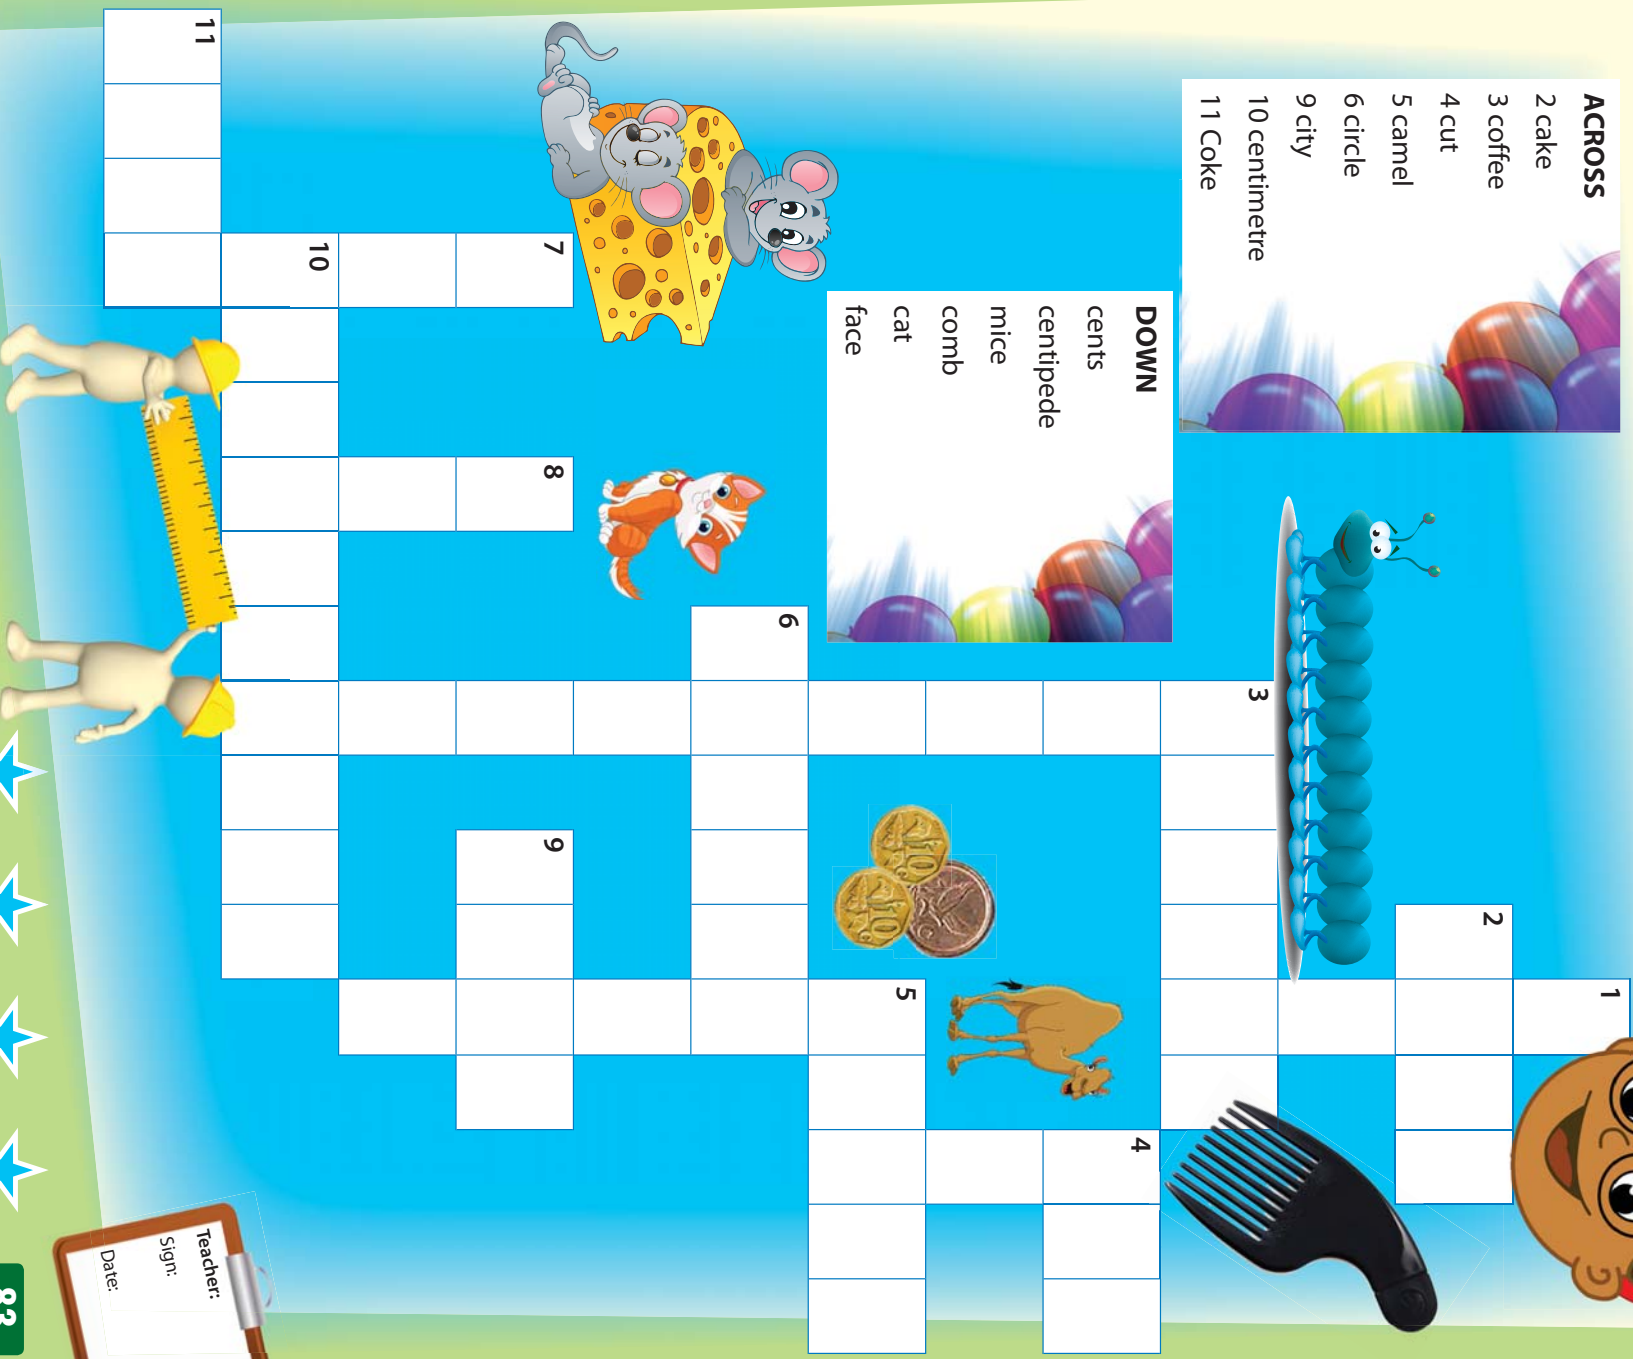 ACROSS
2 cake
3 coffee
4 cut
5 camel
6 circle
9 city
10 centimetre
11 Coke
DOWN
cents
centipede
mice
comb
cat
face
1
2
3
4
5
6
7
8
9
10
11
Teacher:
Sign:
Date:
83